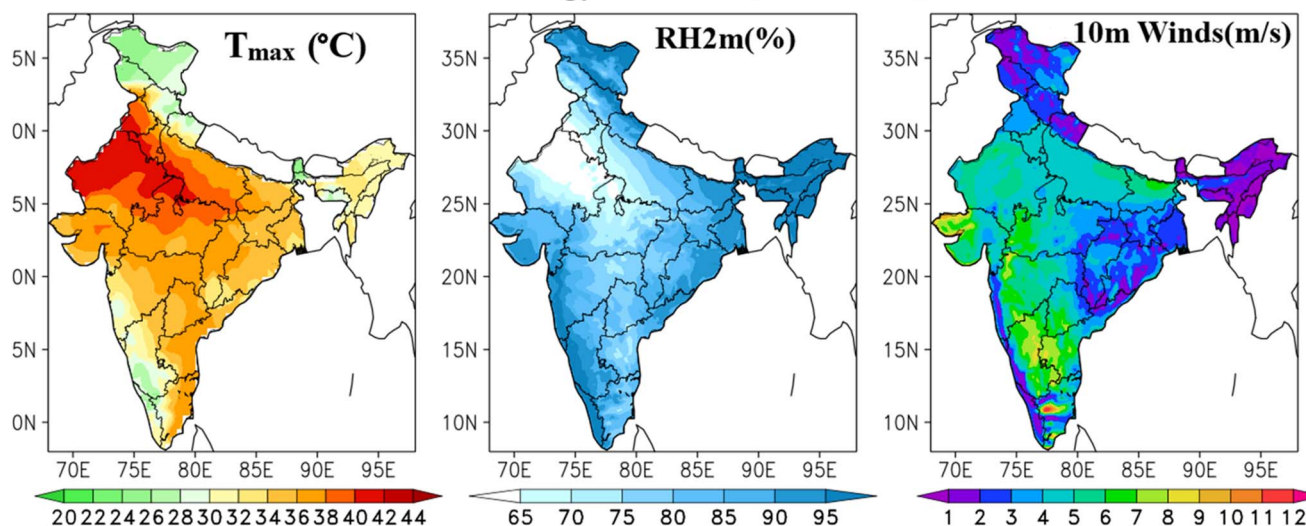 T_max (°C)
RH2m(%)
10m Winds(m/s)
5N
0N
5N
0N
5N
0N
70E 75E 80E 85E 90E 95E
20 22 24 26 28 30 32 34 36 38 40 42 44
35N
30N
25N
20N
15N
10N
70E 75E 80E 85E 90E 95E
65 70 75 80 85 90 95
35N
30N
25N
20N
15N
10N
70E 75E 80E 85E 90E 95E
1 2 3 4 5 6 7 8 9 10 11 12